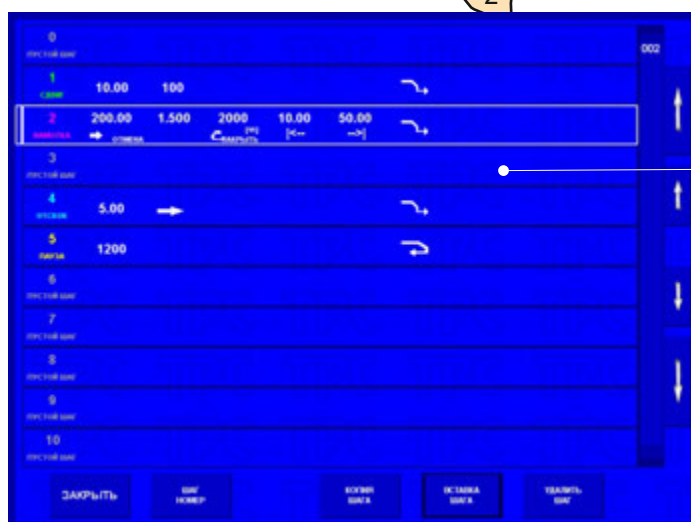 2
0
ПУСТОЙ ШАГ
002
1 10.00 100
СДВИГ
2 200.00 1.500 2000 10.00 50.00
НАМОТКА ОТМЕНА [М] ЗАКРЫТЬ |<-- -->|
3
ПУСТОЙ ШАГ
4 5.00
ОТСКОК
5 1200
ПАУЗА
6
ПУСТОЙ ШАГ
7
ПУСТОЙ ШАГ
8
ПУСТОЙ ШАГ
9
ПУСТОЙ ШАГ
10
ПУСТОЙ ШАГ
ЗАКРЫТЬ ШАГ НОМЕР КОПИЯ ШАГА ВСТАВКА ШАГА УДАЛИТЬ ШАГ